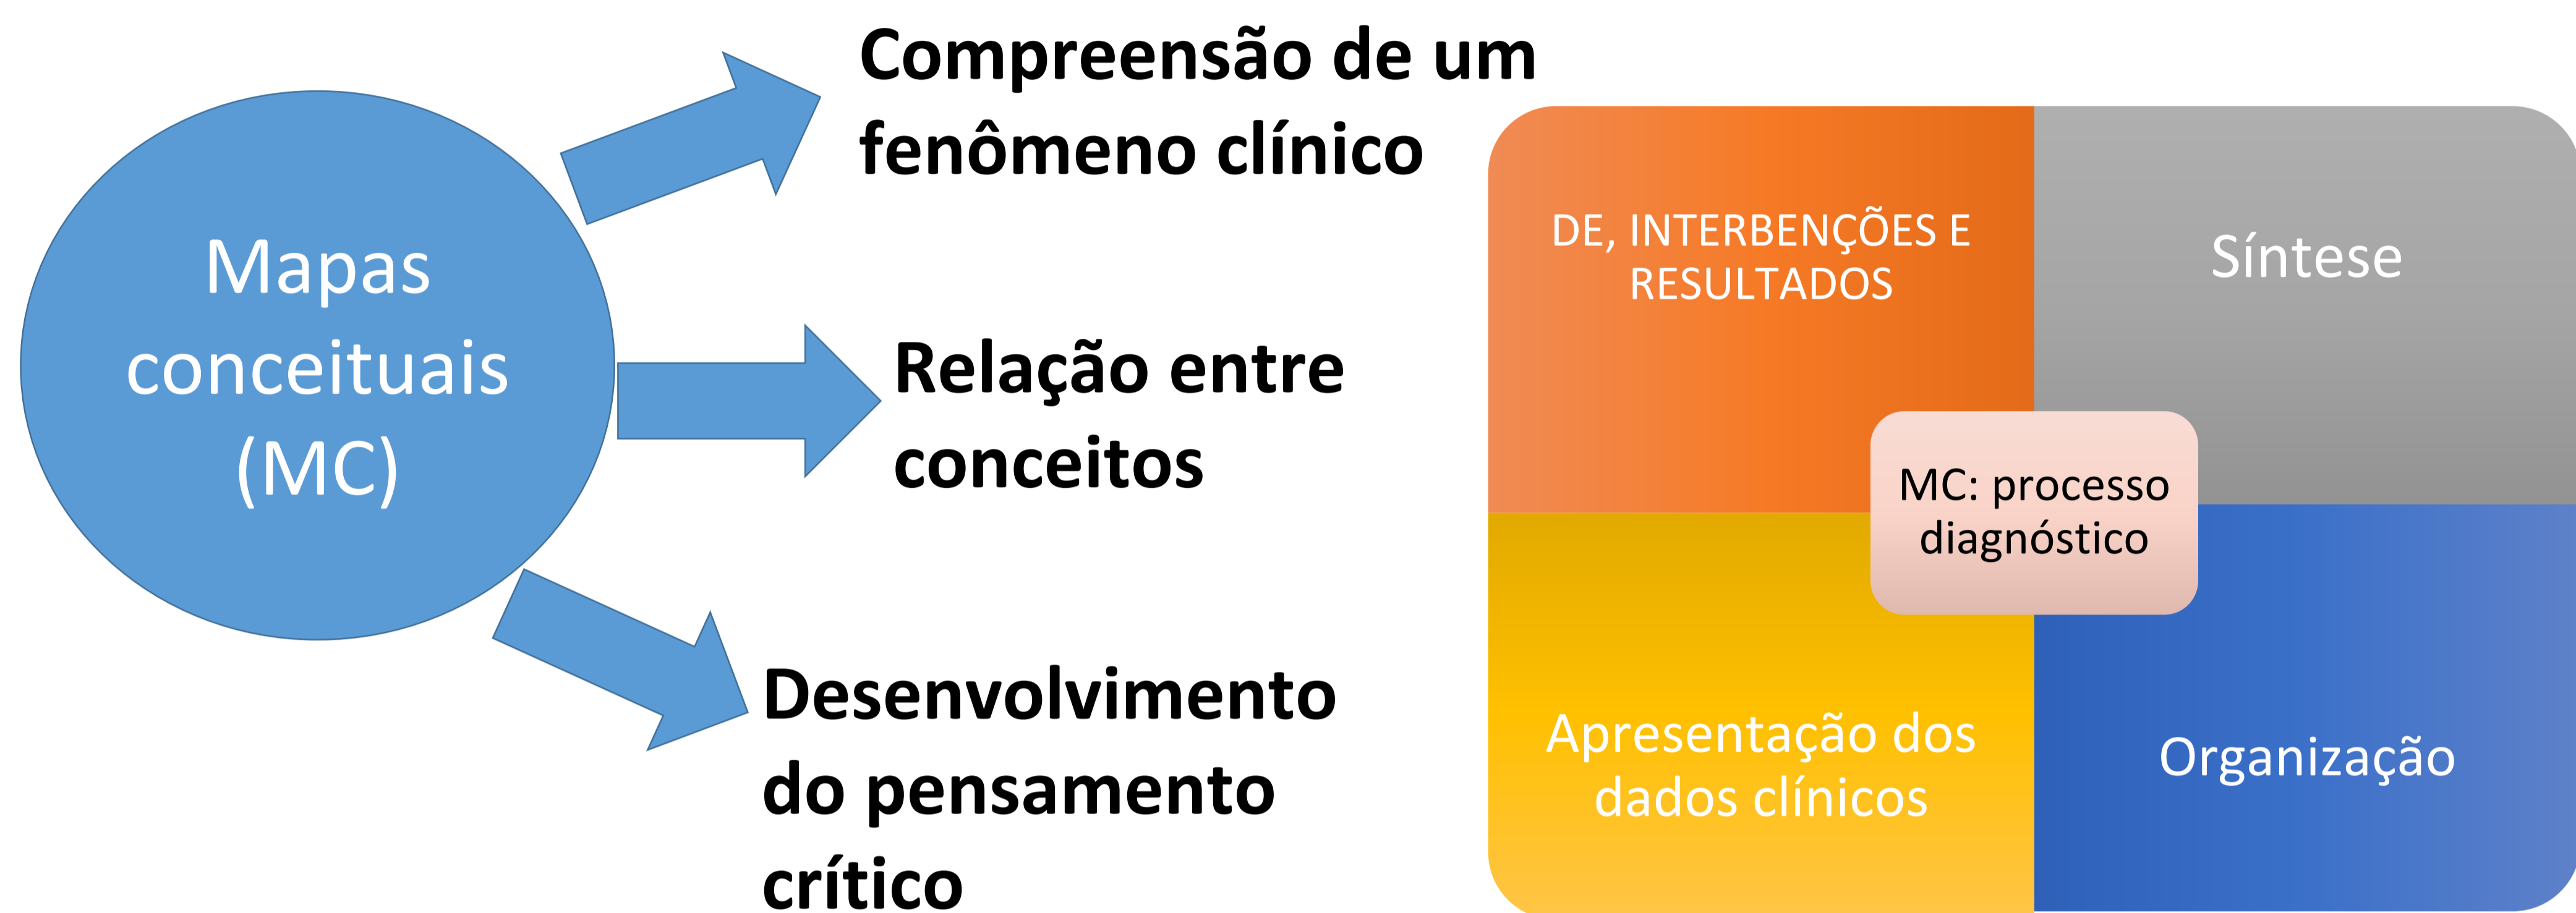 Mapas
conceituais
(MC)
Compreensão de um
fenômeno clínico
Relação entre
conceitos
Desenvolvimento
do pensamento
crítico
DE, INTERBENÇÕES E
RESULTADOS
Síntese
MC: processo
diagnóstico
Apresentação dos
dados clínicos
Organização